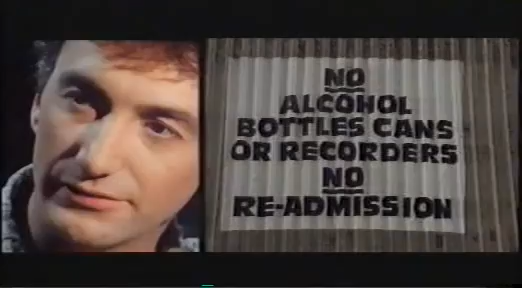 NO
ALCOHOL
BOTTLES CANS
OR RECORDERS
NO
RE-ADMISSION